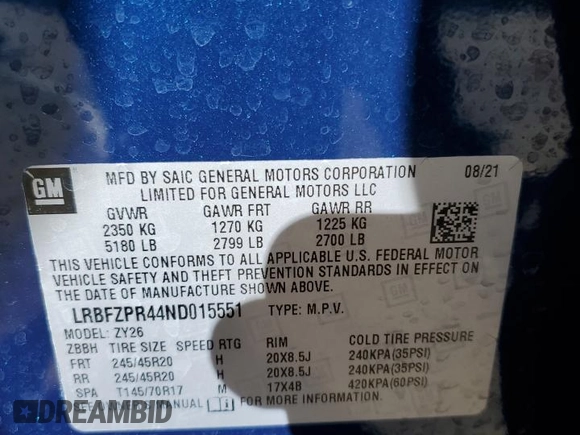 GM
MFD BY SAIC GENERAL MOTORS CORPORATION 08/21
LIMITED FOR GENERAL MOTORS LLC
GVWR GAWR FRT GAWR RR
2350 KG 1270 KG 1225 KG
5180 LB 2799 LB 2700 LB
THIS VEHICLE CONFORMS TO ALL APPLICABLE U.S. FEDERAL MOTOR
VEHICLE SAFETY AND THEFT PREVENTION STANDARDS IN EFFECT ON
THE DATE OF MANUFACTURE SHOWN ABOVE.
LRBFZPR44ND015551 TYPE: M.P.V.
MODEL: ZY26
ZBBH TIRE SIZE SPEED RTG RIM COLD TIRE PRESSURE
FRT 245/45R20 H 20X8.5J 240KPA(35PSI)
RR 245/45R20 H 20X8.5J 240KPA(35PSI)
SPA T145/70R17 M 17X4B 420KPA(60PSI)
MANUAL FOR MORE INFORMATION.
DREAMBID